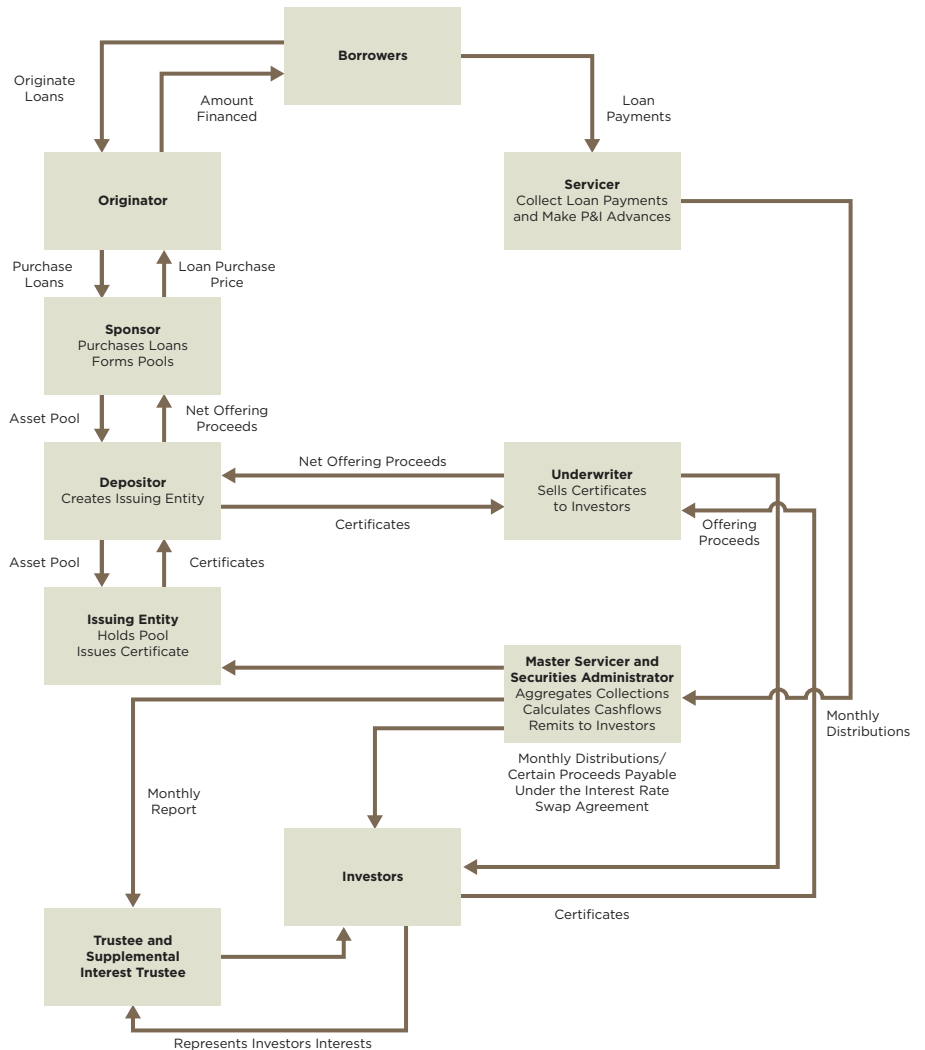 Borrowers
Originate
Loans
Amount
Financed
Loan
Payments
Originator
Servicer
Collect Loan Payments
and Make P&I Advances
Purchase
Loans
Loan Purchase
Price
Sponsor
Purchases Loans
Forms Pools
Asset Pool
Net Offering
Proceeds
Depositor
Creates Issuing Entity
Net Offering Proceeds
Certificates
Underwriter
Sells Certificates
to Investors
Offering
Proceeds
Asset Pool
Certificates
Issuing Entity
Holds Pool
Issues Certificate
Master Servicer and
Securities Administrator
Aggregates Collections
Calculates Cashflows
Remits to Investors
Monthly
Distributions
Monthly Distributions/
Certain Proceeds Payable
Under the Interest Rate
Swap Agreement
Monthly
Report
Investors
Certificates
Trustee and
Supplemental
Interest Trustee
Represents Investors Interests